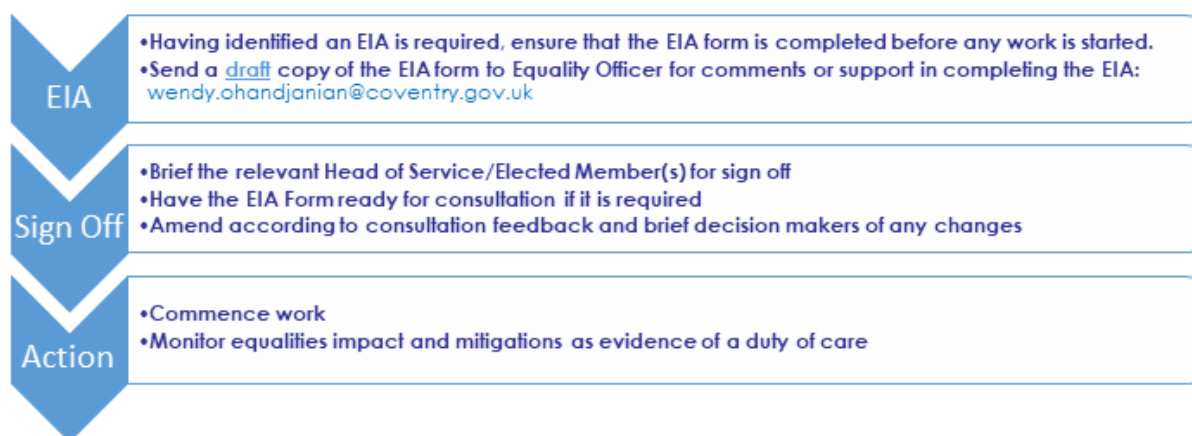 EIA
•Having identified an EIA is required, ensure that the EIA form is completed before any work is started.
•Send a draft copy of the EIA form to Equality Officer for comments or support in completing the EIA:
wendy.ohandjanian@coventry.gov.uk
Sign Off
•Brief the relevant Head of Service/Elected Member(s) for sign off
•Have the EIA Form ready for consultation if it is required
•Amend according to consultation feedback and brief decision makers of any changes
Action
•Commence work
•Monitor equalities impact and mitigations as evidence of a duty of care